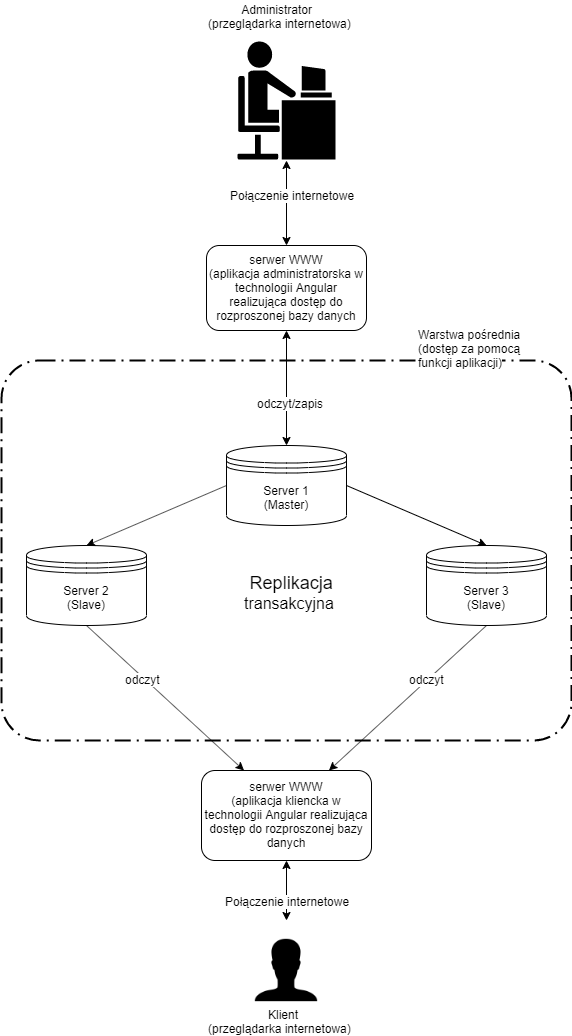 Administrator
(przeglądarka internetowa)
Połączenie internetowe
serwer WWW
(aplikacja administratorska w
technologii Angular
realizująca dostęp do
rozproszonej bazy danych
Warstwa pośrednia
(dostęp za pomocą
funkcji aplikacji)
odczyt/zapis
Server 1
(Master)
Server 2
(Slave)
Replikacja
transakcyjna
Server 3
(Slave)
odczyt
odczyt
serwer WWW
(aplikacja kliencka w
technologii Angular realizująca
dostęp do rozproszonej bazy
danych
Połączenie internetowe
Klient
(przeglądarka internetowa)